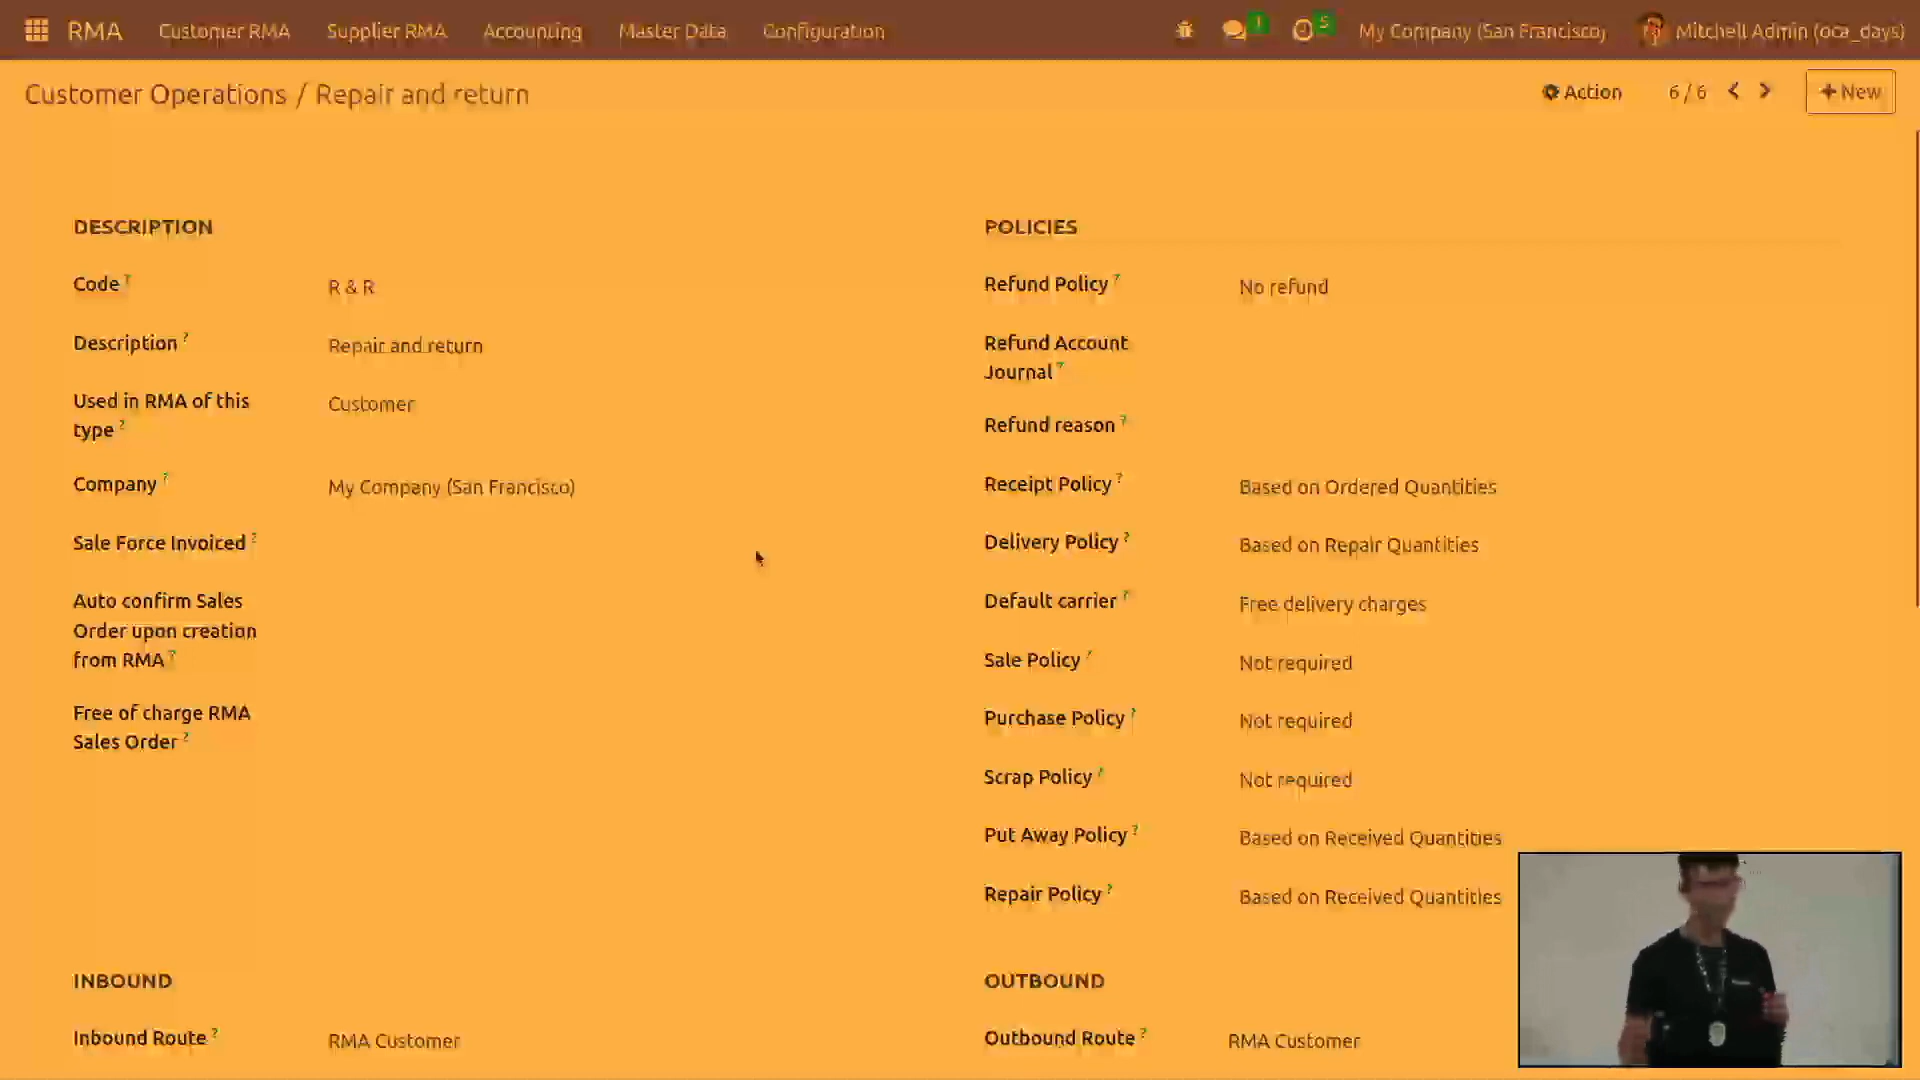 RMA Customer RMA Supplier RMA Accounting Master Data Configuration 1 5 My Company (San Francisco) Mitchell Admin (oca_days)
Customer Operations / Repair and return
Action 6 / 6 New
DESCRIPTION
Code ? R & R
Description ? Repair and return
Used in RMA of this
type ? Customer
Company ? My Company (San Francisco)
Sale Force Invoiced ?
Auto confirm Sales
Order upon creation
from RMA ?
Free of charge RMA
Sales Order ?
POLICIES
Refund Policy ? No refund
Refund Account
Journal ?
Refund reason ?
Receipt Policy ? Based on Ordered Quantities
Delivery Policy ? Based on Repair Quantities
Default carrier ? Free delivery charges
Sale Policy ? Not required
Purchase Policy ? Not required
Scrap Policy ? Not required
Put Away Policy ? Based on Received Quantities
Repair Policy ? Based on Received Quantities
INBOUND
Inbound Route ? RMA Customer
OUTBOUND
Outbound Route ? RMA Customer